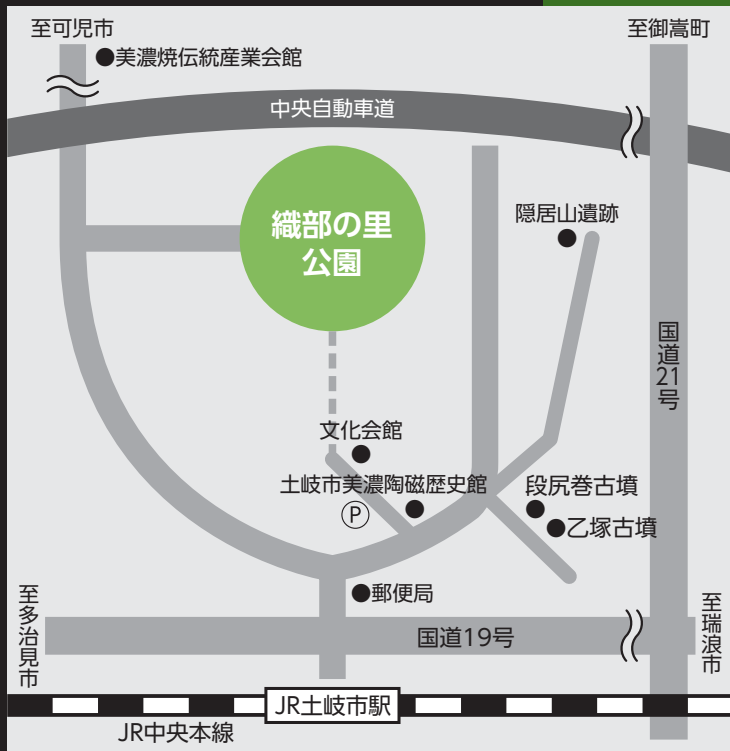 至可児市
至御嵩町
美濃焼伝統産業会館
中央自動車道
織部の里
公園
隠居山遺跡
国道21号
文化会館
土岐市美濃陶磁歴史館
P
段尻巻古墳
乙塚古墳
郵便局
至多治見市
国道19号
至瑞浪市
JR土岐市駅
JR中央本線